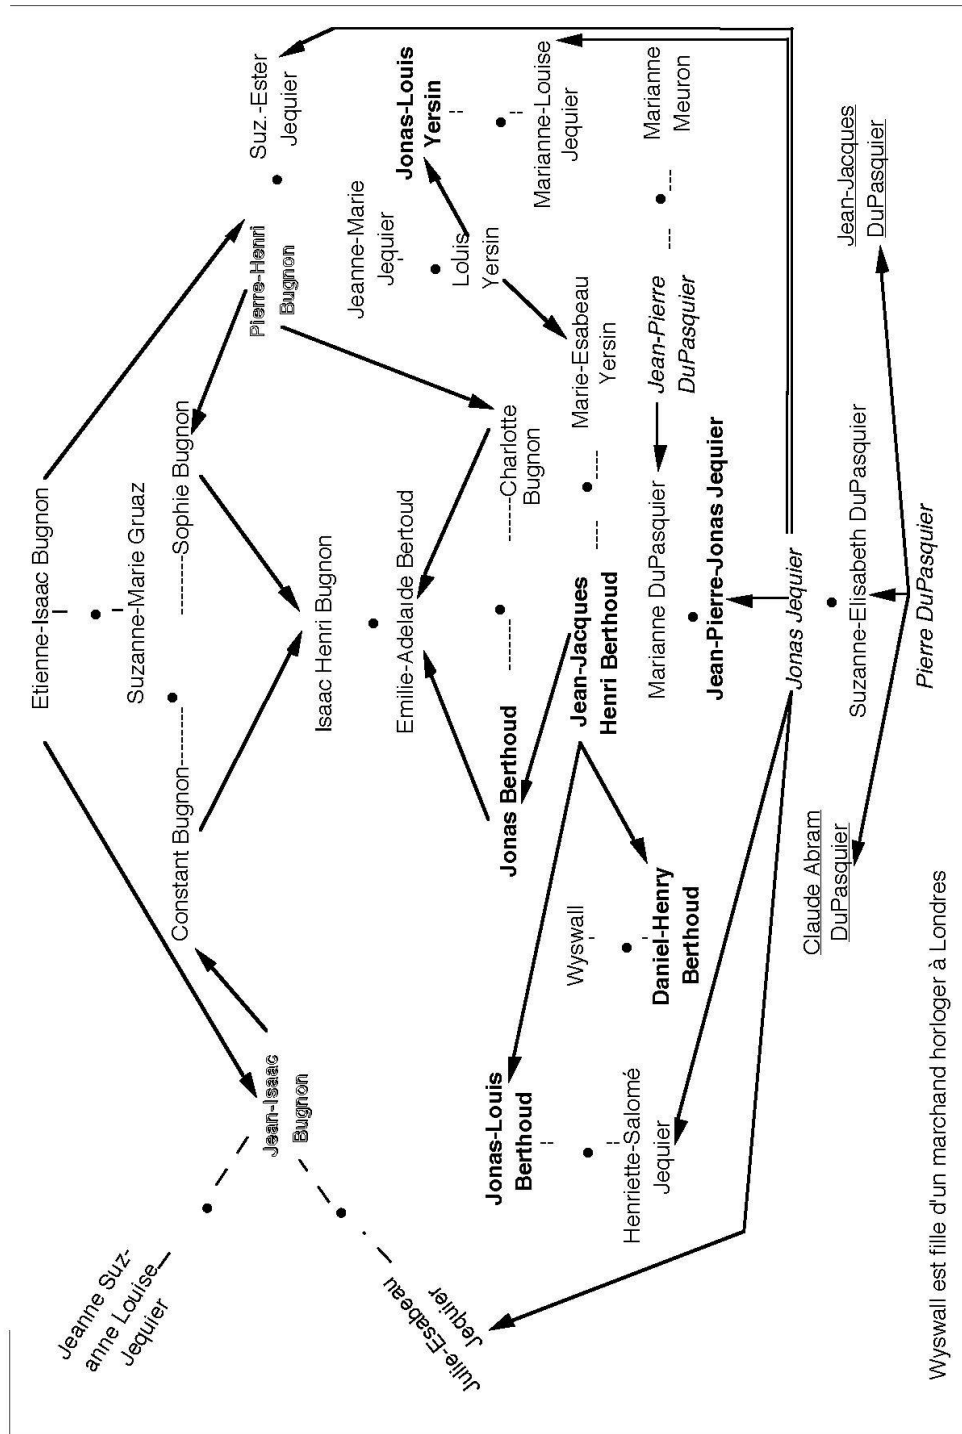 Etienne-Isaac Bugnon
Suzanne-Marie Gruaz
Constant Bugnon
Sophie Bugnon
Jeanne Suz-
anne Louise
Jequier
Jean-Isaac
Bugnon
Pierre-Henri
Bugnon
Suz.-Ester
Jequier
Isaac Henri Bugnon
Emilie-Adelaide Bertoud
Jeanne-Marie
Jequier
Louis
Yersin
Jonas-Louis
Yersin
Julie-Esabeau
Jequier
Jonas Berthoud
Charlotte
Bugnon
Marianne-Louise
Jequier
Jonas-Louis
Berthoud
Wyswall
Jean-Jacques
Henri Berthoud
Marie-Esabeau
Yersin
Henriette-Salomé
Jequier
Daniel-Henry
Berthoud
Marianne DuPasquier
Jean-Pierre
DuPasquier
Marianne
Meuron
Jean-Pierre-Jonas Jequier
Jonas Jequier
Claude Abram
DuPasquier
Suzanne-Elisabeth DuPasquier
Jean-Jacques
DuPasquier
Pierre DuPasquier
Wyswall est fille d'un marchand horloger à Londres